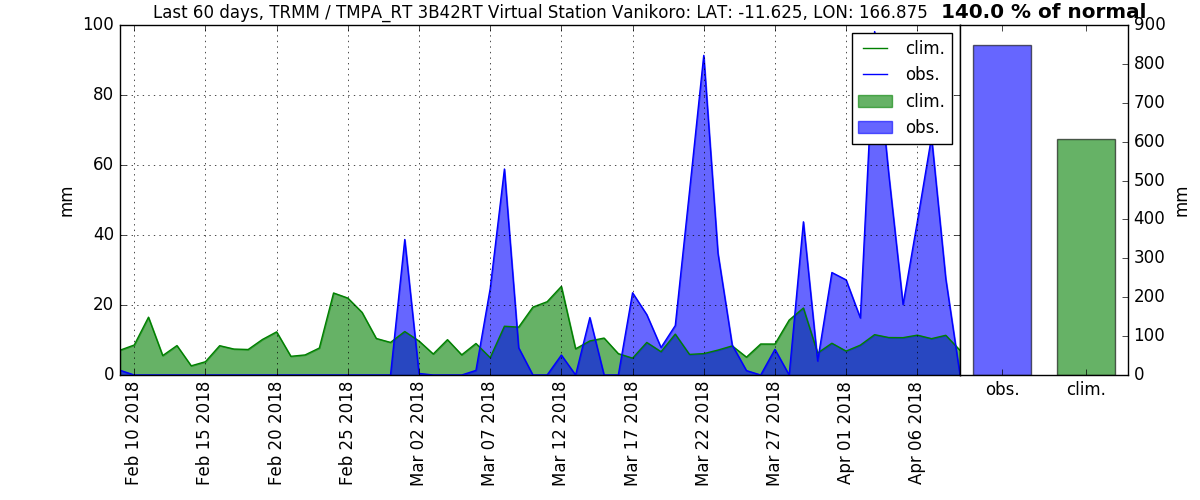 Last 60 days, TRMM / TMPA_RT 3B42RT Virtual Station Vanikoro: LAT: -11.625, LON: 166.875 140.0 % of normal
mm
100
80
60
40
20
0
clim.
obs.
clim.
obs.
Feb 10 2018
Feb 15 2018
Feb 20 2018
Feb 25 2018
Mar 02 2018
Mar 07 2018
Mar 12 2018
Mar 17 2018
Mar 22 2018
Mar 27 2018
Apr 01 2018
Apr 06 2018
900
800
700
600
500
400
300
200
100
0
mm
obs.
clim.